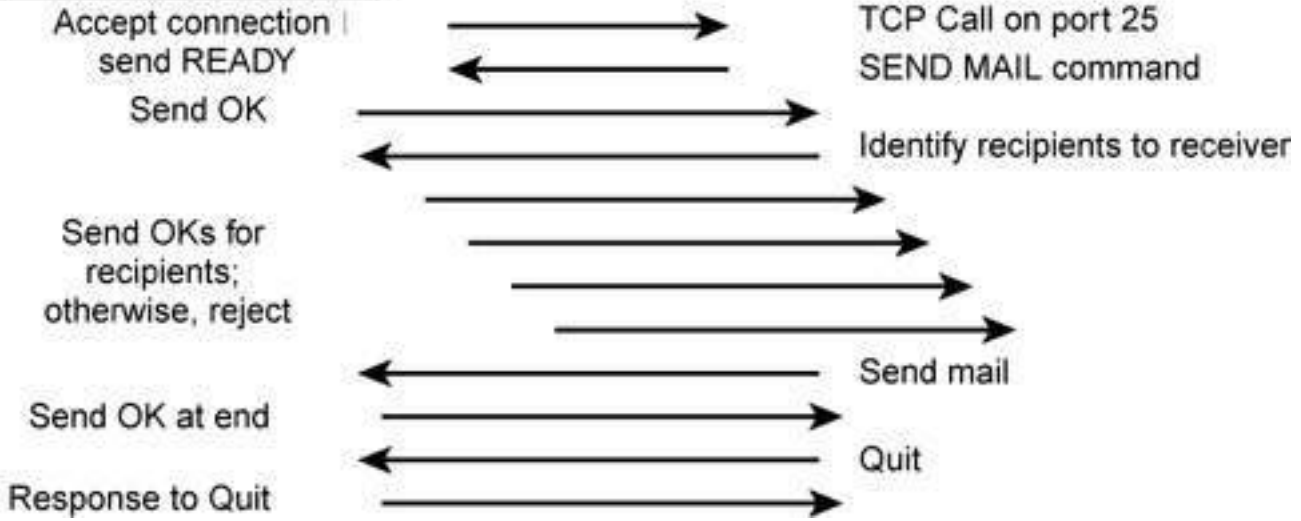 Accept connection TCP Call on port 25
send READY SEND MAIL command
Send OK
Identify recipients to receiver
Send OKs for
recipients;
otherwise, reject
Send mail
Send OK at end
Quit
Response to Quit